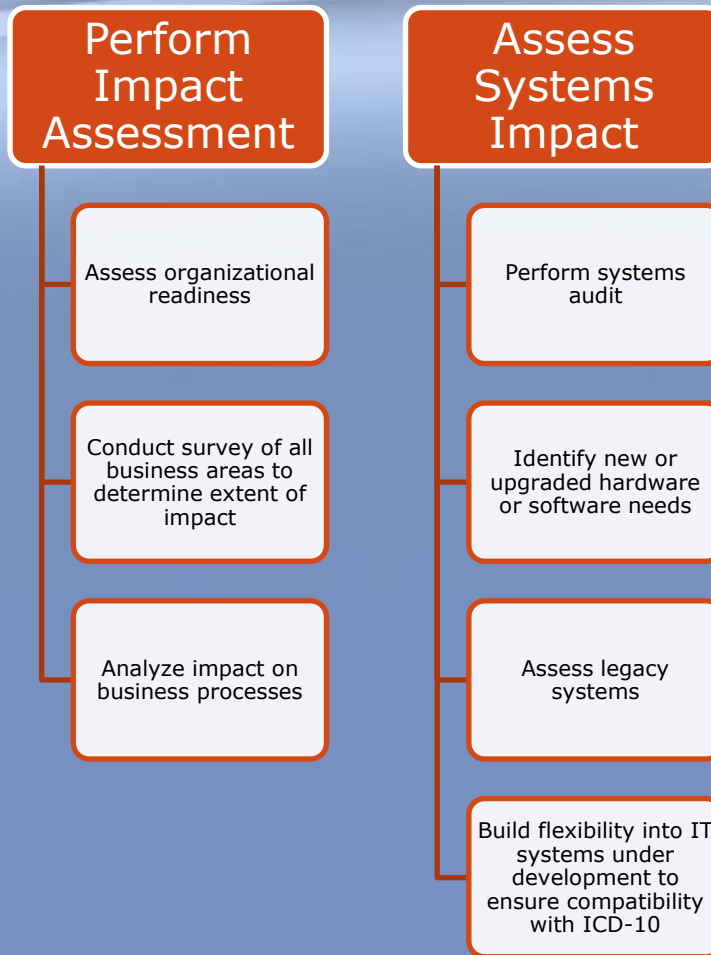 Perform
Impact
Assessment
Assess organizational
readiness
Conduct survey of all
business areas to
determine extent of
impact
Analyze impact on
business processes
Assess
Systems
Impact
Perform systems
audit
Identify new or
upgraded hardware
or software needs
Assess legacy
systems
Build flexibility into IT
systems under
development to
ensure compatibility
with ICD-10